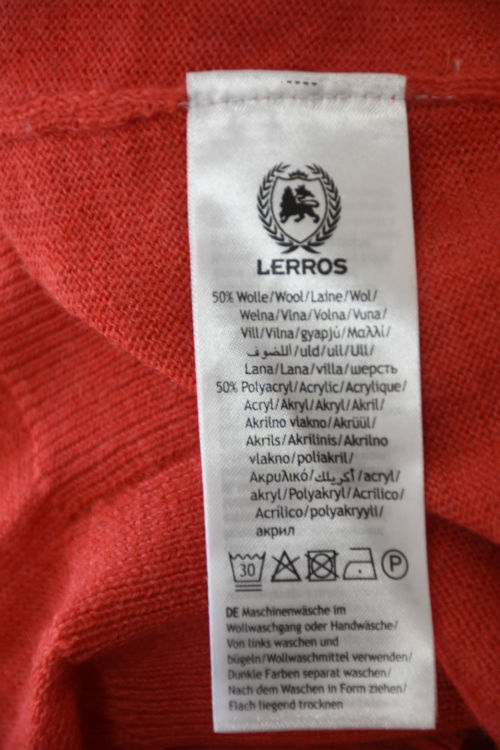 LERROS
50% Wolle/Wool/Laine/Wol/
Wełna/Vlna/Volna/Vuna/
Vill/Vilna/gyapjú/Μαλλί/
الصوف/uld/ull/Ull/
Lana/Lana/villa/шерсть
50% Polyacryl/Acrylic/Acrylique/
Acryl/Akryl/Akryl/Akril/
Akrilno vlakno/Akrüül/
Akrils/Akrilinis/Akrilno
vlakno/poliakril/
Ακρυλικό/أكريليك/acryl/
akryl/Polyakryl/Acrilico/
Acrílico/polyakryyli/
акрил
30 P
DE Maschinenwäsche im
Wollwaschgang oder Handwäsche/
Von links waschen und
bügeln/Wollwaschmittel verwenden/
Dunkle Farben separat waschen/
Nach dem Waschen in Form ziehen/
Flach liegend trocknen